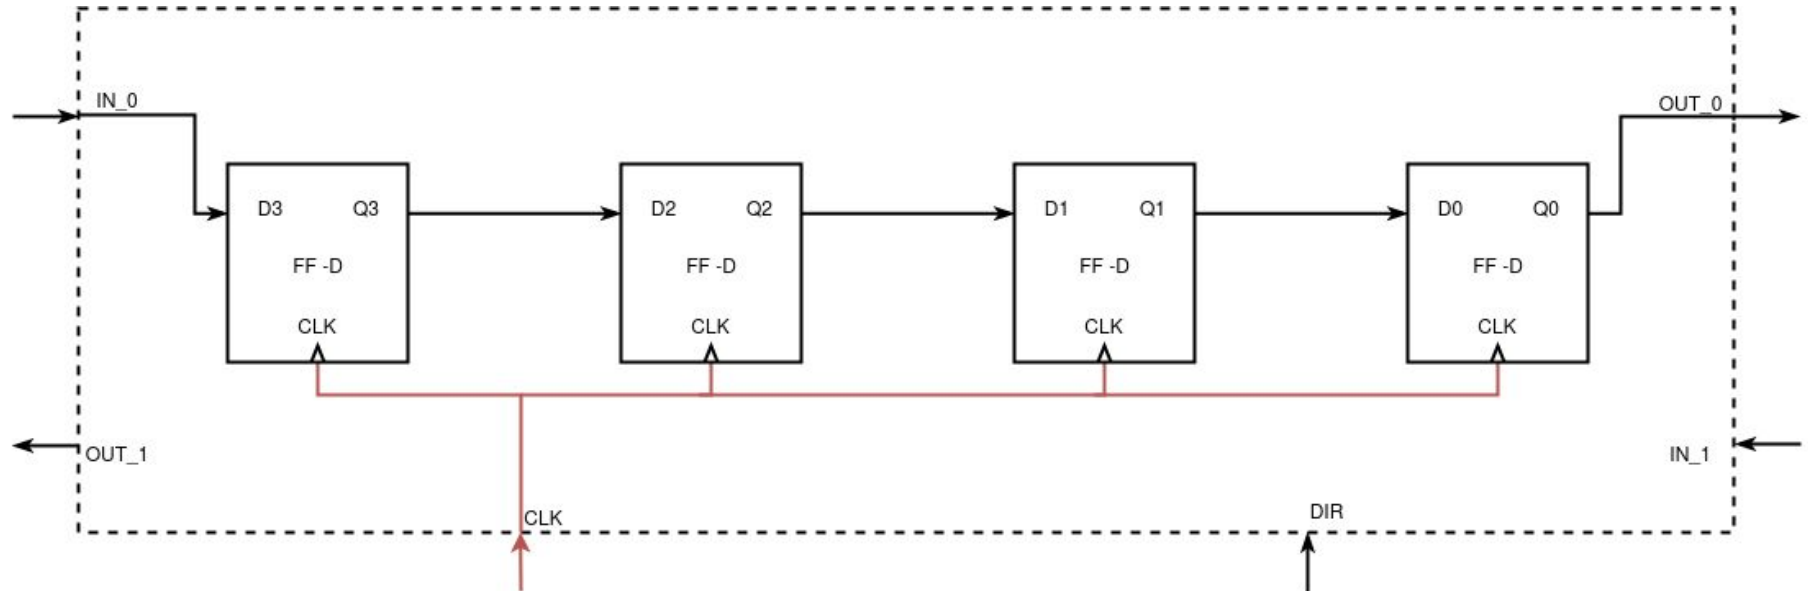 IN_0
OUT_0
D3 Q3
D2 Q2
D1 Q1
D0 Q0
FF -D
FF -D
FF -D
FF -D
CLK
CLK
CLK
CLK
OUT_1
IN_1
CLK
DIR